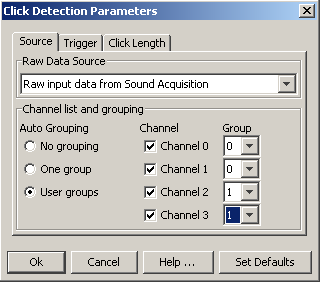 Click Detection Parameters
Source Trigger Click Length
Raw Data Source
Raw input data from Sound Acquisition
Channel list and grouping
Auto Grouping Channel Group
No grouping Channel 0 0
One group Channel 1 0
User groups Channel 2 1
Channel 3 1
Ok Cancel Help ... Set Defaults